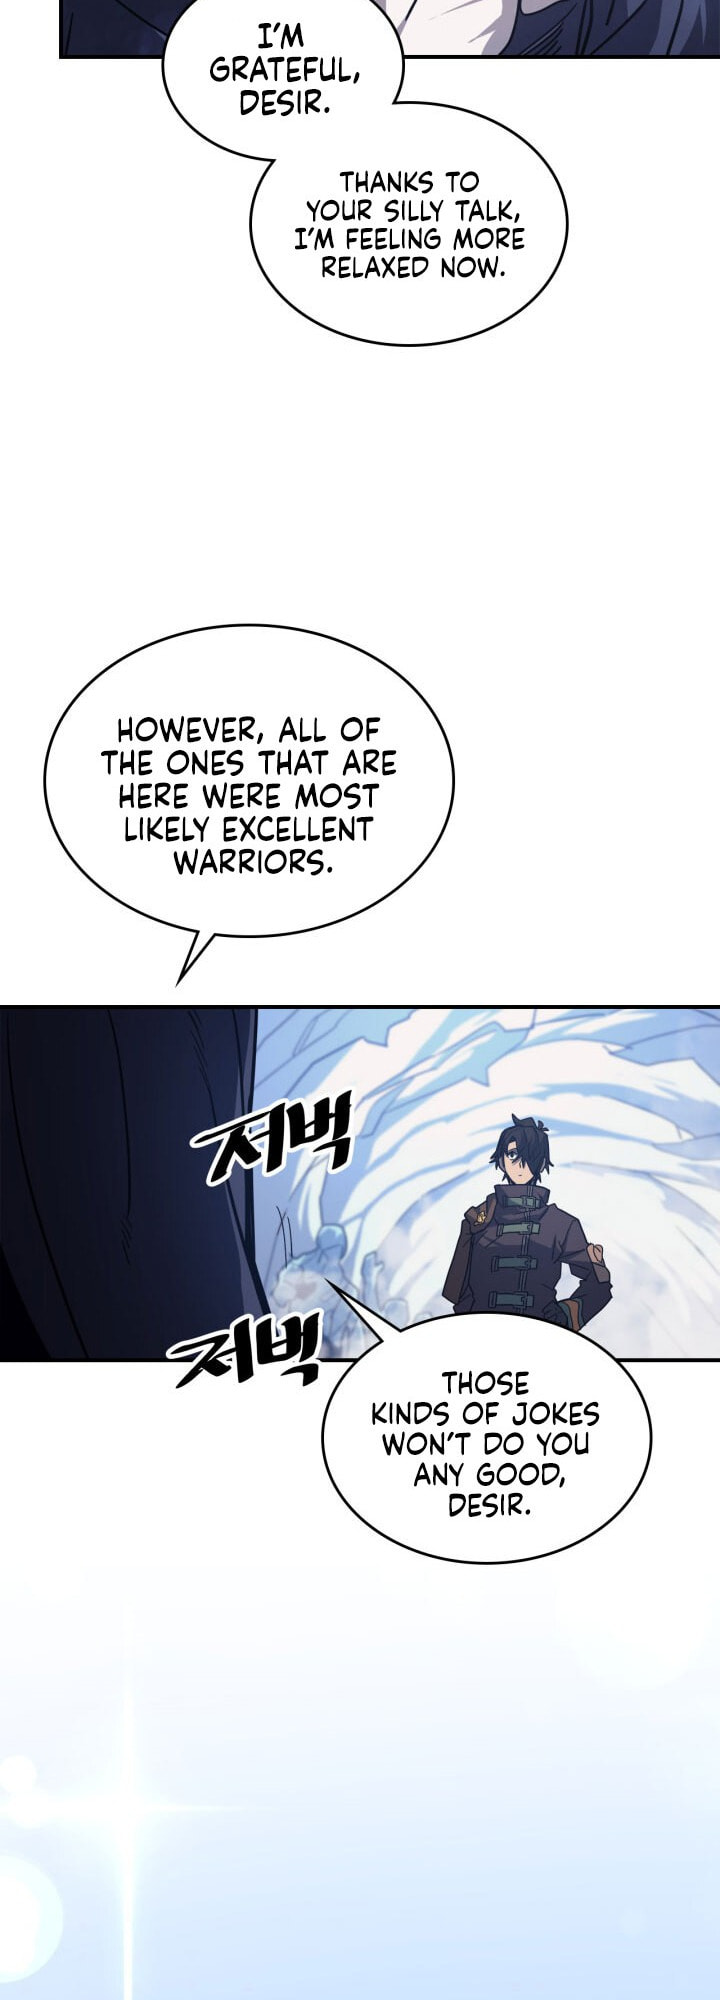 I'M
GRATEFUL,
DESIR.
THANKS TO
YOUR SILLY TALK,
I'M FEELING MORE
RELAXED NOW.
HOWEVER, ALL OF
THE ONES THAT ARE
HERE WERE MOST
LIKELY EXCELLENT
WARRIORS.
저벅
저벅
THOSE
KINDS OF JOKES
WON'T DO YOU
ANY GOOD,
DESIR.